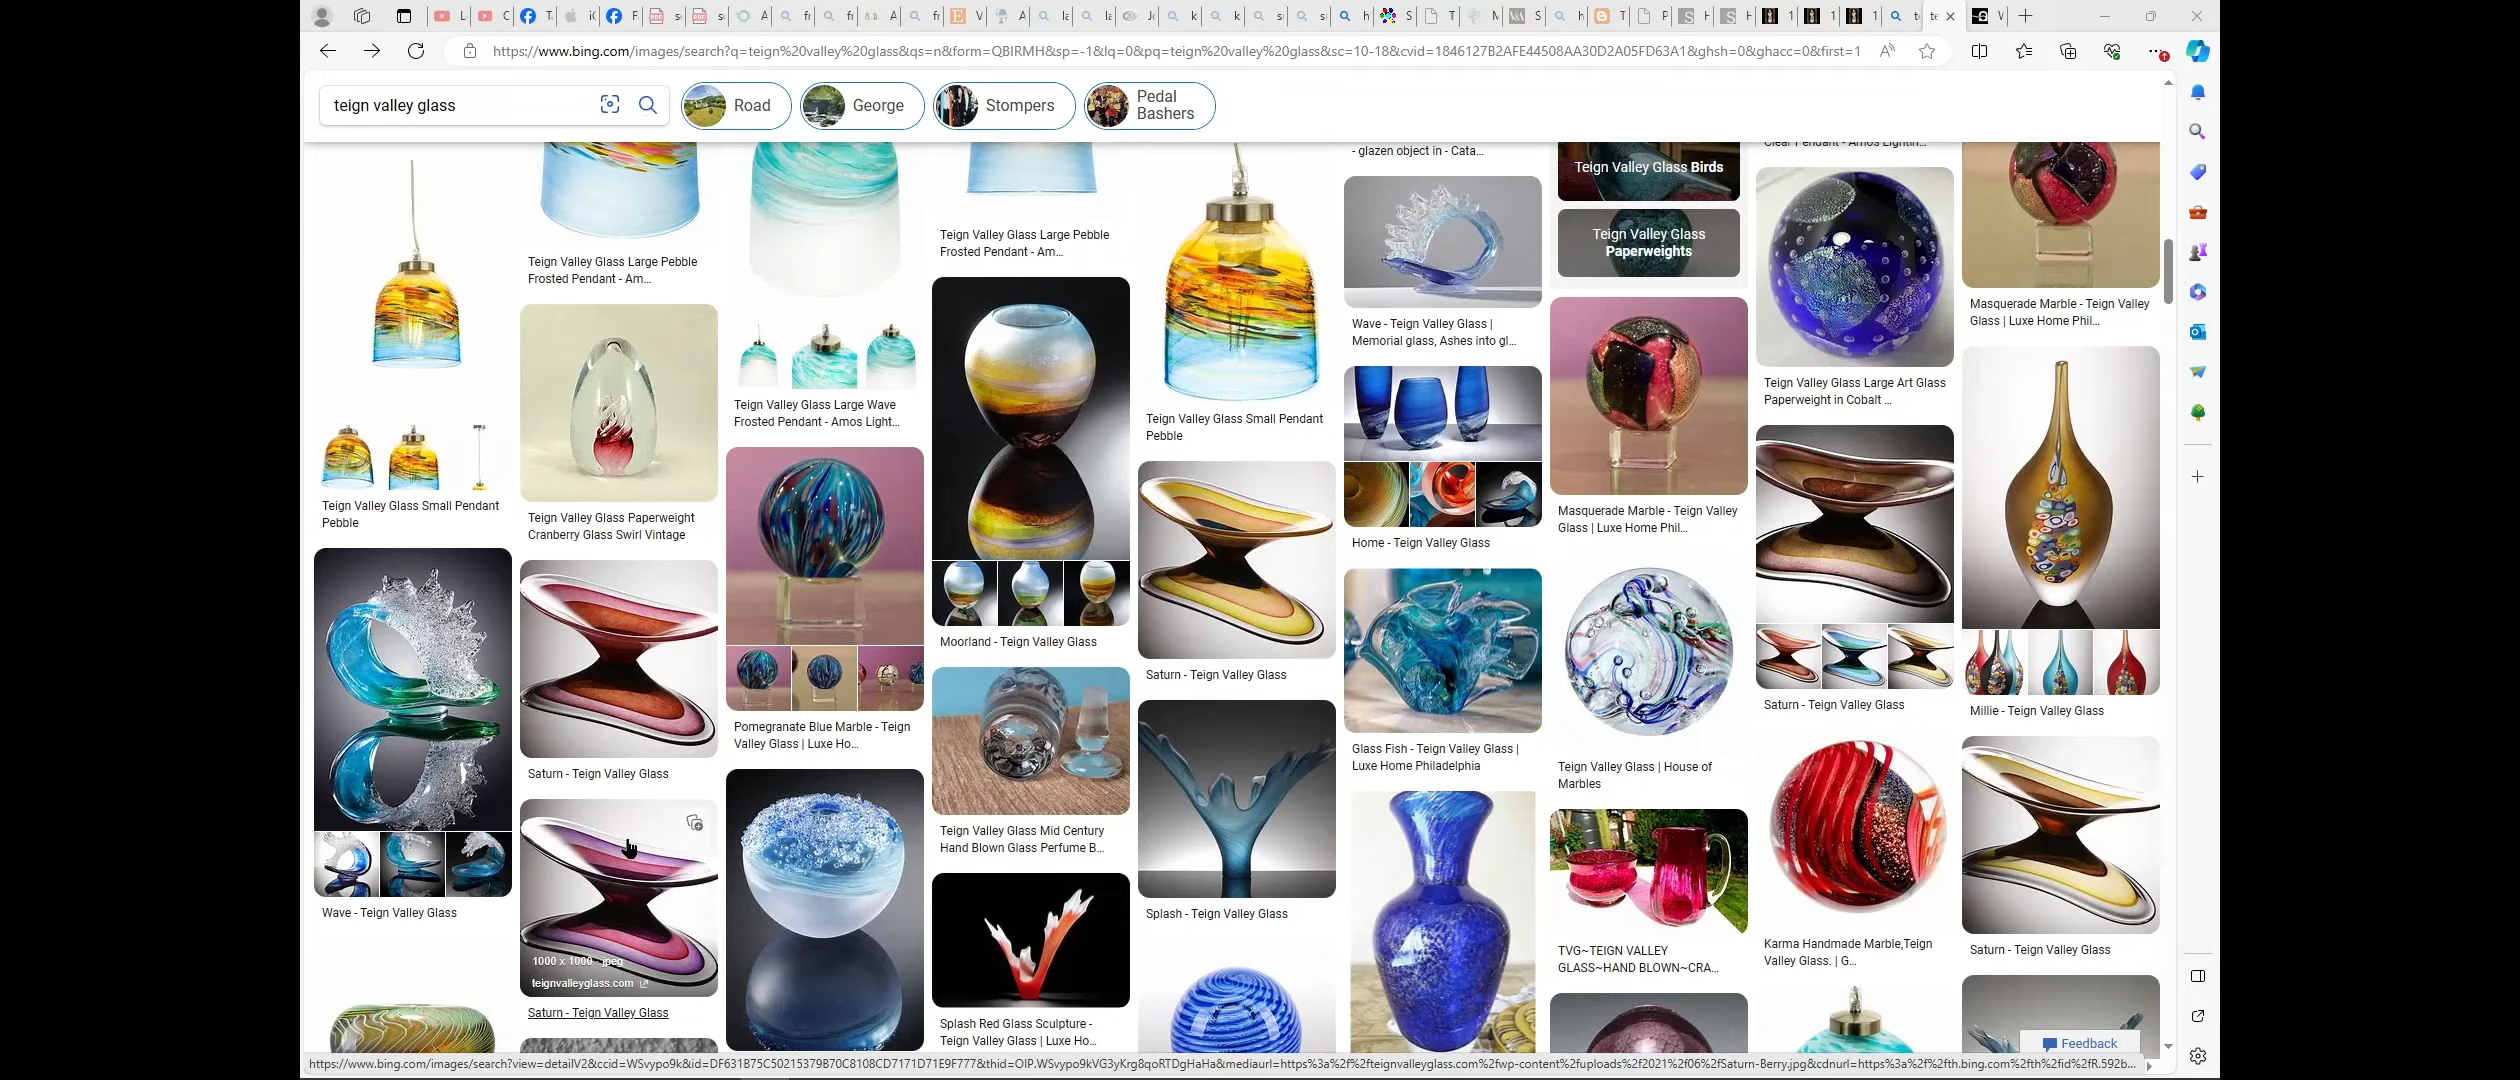 https://www.bing.com/images/search?q=teign%20valley%20glass&qs=n&form=QBIRMH&sp=-1&lq=0&pq=teign%20valley%20glass&sc=10-18&cvid=1846127B2AFE44508AA30D2A05FD63A1&ghsh=0&ghacc=0&first=1
teign valley glass
Road
George
Stompers
Pedal
Bashers
Teign Valley Glass Small Pendant
Pebble
Wave - Teign Valley Glass
Teign Valley Glass Large Pebble
Frosted Pendant - Am...
Teign Valley Glass Paperweight
Cranberry Glass Swirl Vintage
Saturn - Teign Valley Glass
1000 x 1000 · jpeg
teignvalleyglass.com
Saturn - Teign Valley Glass
Teign Valley Glass Large Wave
Frosted Pendant - Amos Light...
Pomegranate Blue Marble - Teign
Valley Glass | Luxe Ho...
Teign Valley Glass Large Pebble
Frosted Pendant - Am...
Moorland - Teign Valley Glass
Teign Valley Glass Mid Century
Hand Blown Glass Perfume B...
Splash Red Glass Sculpture -
Teign Valley Glass | Luxe Ho...
Teign Valley Glass Small Pendant
Pebble
Saturn - Teign Valley Glass
Splash - Teign Valley Glass
- glazen object in - Cata...
Wave - Teign Valley Glass |
Memorial glass, Ashes into gl...
Home - Teign Valley Glass
Glass Fish - Teign Valley Glass |
Luxe Home Philadelphia
Teign Valley Glass Birds
Teign Valley Glass
Paperweights
Masquerade Marble - Teign Valley
Glass | Luxe Home Phil...
Teign Valley Glass | House of
Marbles
TVG~TEIGN VALLEY
GLASS~HAND BLOWN~CRA...
Clear Pendant - Amos Lightin...
Teign Valley Glass Large Art Glass
Paperweight in Cobalt ...
Saturn - Teign Valley Glass
Karma Handmade Marble,Teign
Valley Glass. | G...
Masquerade Marble - Teign Valley
Glass | Luxe Home Phil...
Millie - Teign Valley Glass
Saturn - Teign Valley Glass
Feedback